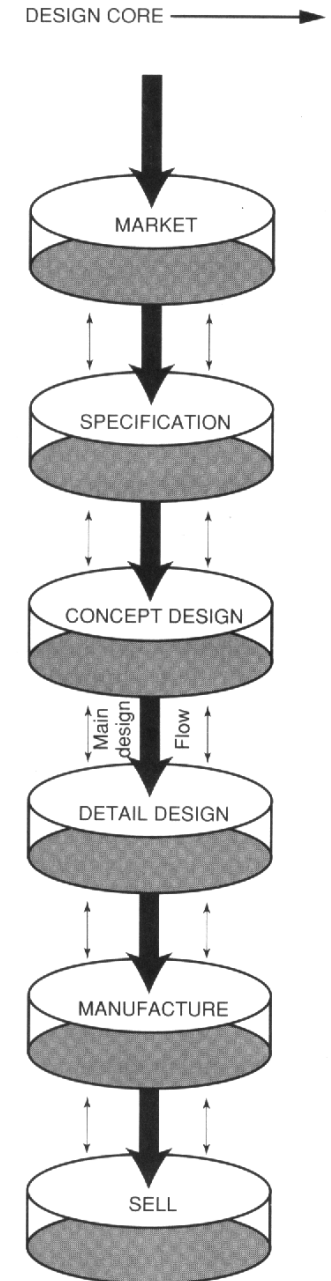 DESIGN CORE
MARKET
SPECIFICATION
CONCEPT DESIGN
Main
design
Flow
DETAIL DESIGN
MANUFACTURE
SELL